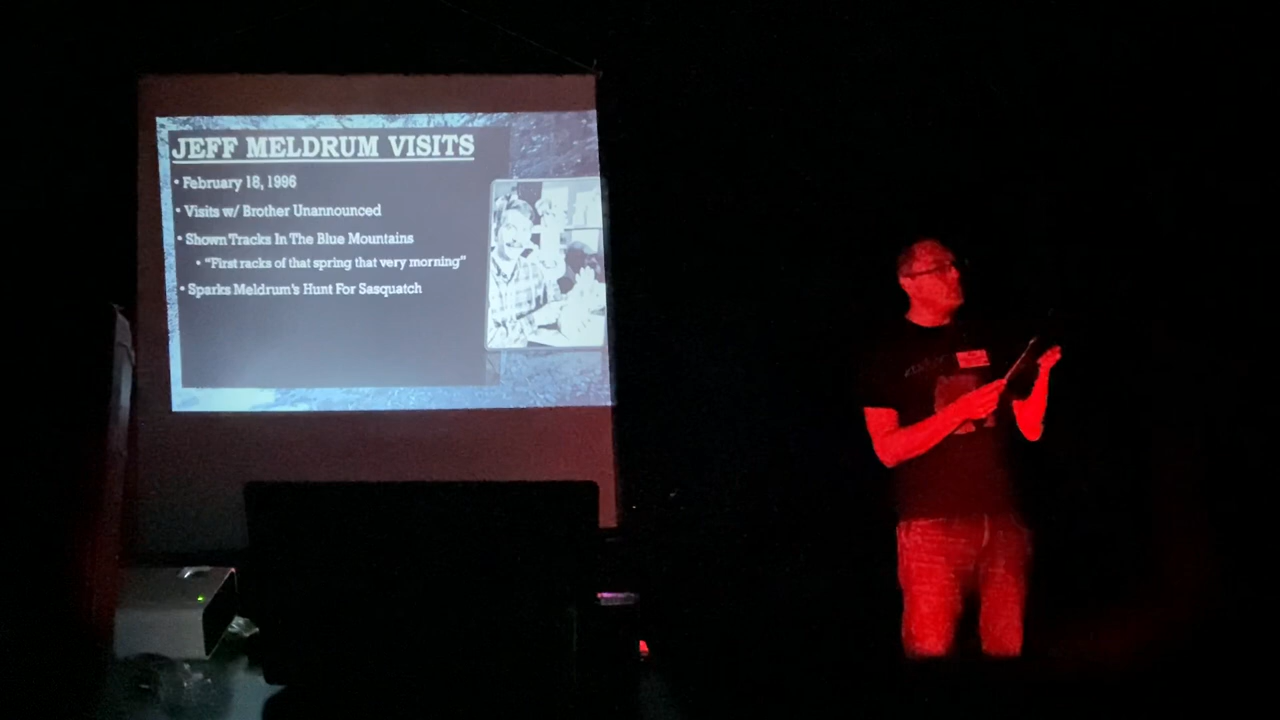 JEFF MELDRUM VISITS
• February 18, 1996
• Visits w/ Brother Unannounced
• Shown Tracks In The Blue Mountains
• "First racks of that spring that very morning"
• Sparks Meldrum's Hunt For Sasquatch